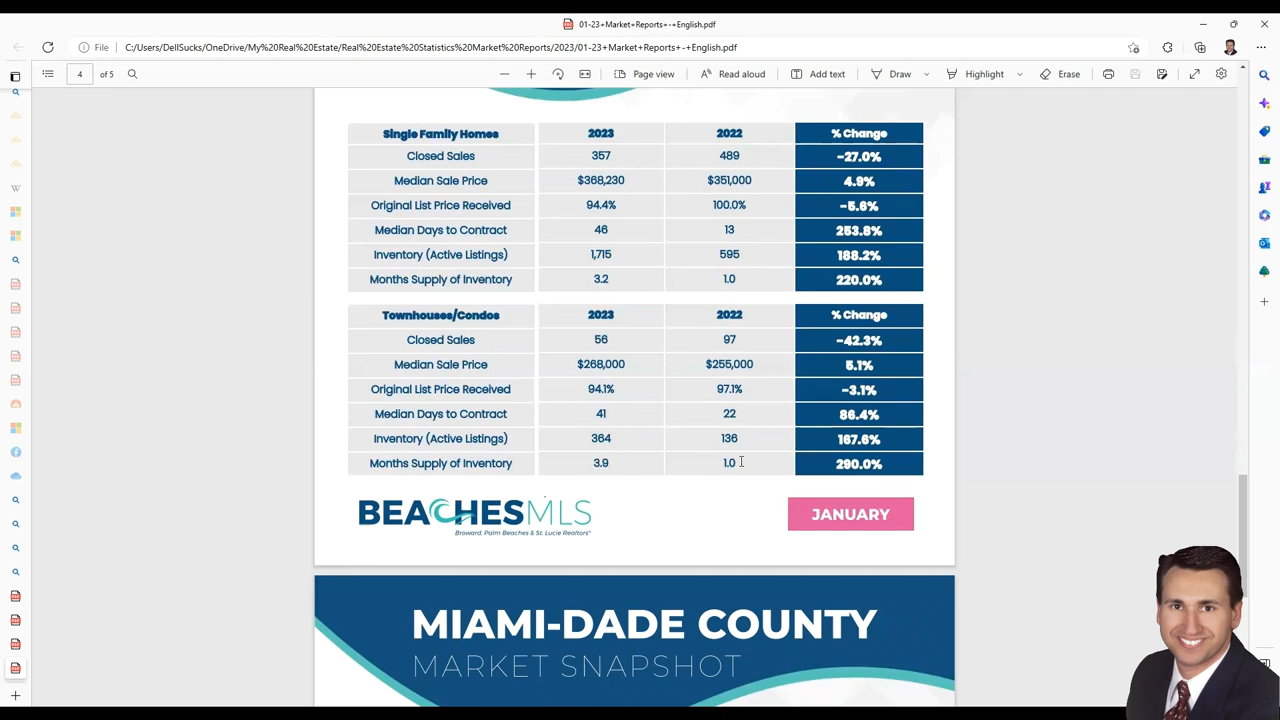 01-23+Market+Reports+-+English.pdf
File C:/Users/DellSucks/OneDrive/My%20Real%20Estate/Real%20Estate%20Statistics%20Market%20Reports/2023/01-23+Market+Reports+-+English.pdf
4 of 5 Page view Read aloud Add text Draw Highlight Erase
Single Family Homes 2023 2022 % Change
Closed Sales 357 489 -27.0%
Median Sale Price $368,230 $351,000 4.9%
Original List Price Received 94.4% 100.0% -5.6%
Median Days to Contract 46 13 253.8%
Inventory (Active Listings) 1,715 595 188.2%
Months Supply of Inventory 3.2 1.0 220.0%
Townhouses/Condos 2023 2022 % Change
Closed Sales 56 97 -42.3%
Median Sale Price $268,000 $255,000 5.1%
Original List Price Received 94.1% 97.1% -3.1%
Median Days to Contract 41 22 86.4%
Inventory (Active Listings) 364 136 167.6%
Months Supply of Inventory 3.9 1.0 290.0%
BEACHESMLS
Broward, Palm Beaches & St. Lucie Realtors®
JANUARY
MIAMI-DADE COUNTY
MARKET SNAPSHOT